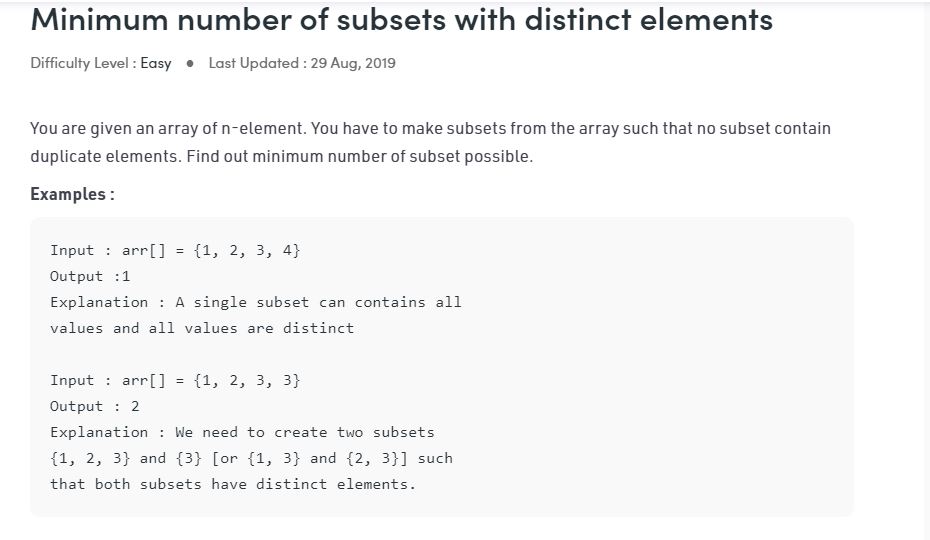 Minimum number of subsets with distinct elements
Difficulty Level : Easy ● Last Updated : 29 Aug, 2019
You are given an array of n-element. You have to make subsets from the array such that no subset contain
duplicate elements. Find out minimum number of subset possible.
Examples :
Input : arr[] = {1, 2, 3, 4}
Output :1
Explanation : A single subset can contains all
values and all values are distinct
Input : arr[] = {1, 2, 3, 3}
Output : 2
Explanation : We need to create two subsets
{1, 2, 3} and {3} [or {1, 3} and {2, 3}] such
that both subsets have distinct elements.